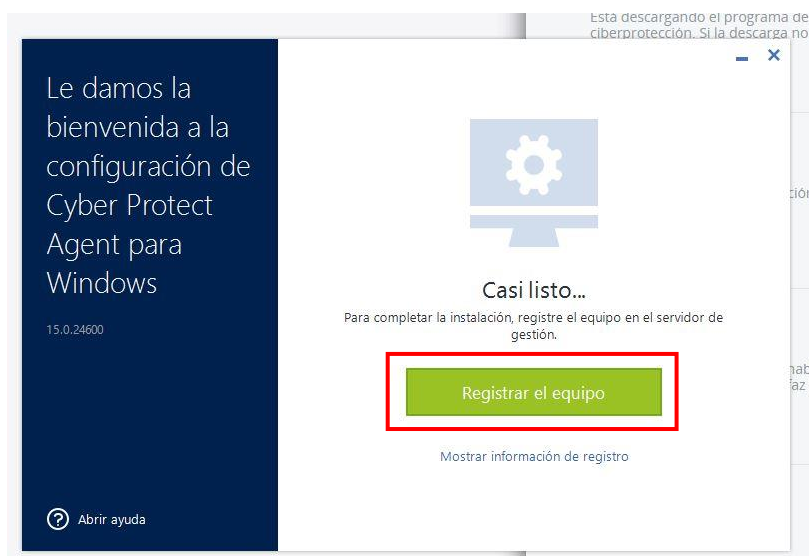 Está descargando el programa de
ciberprotección. Si la descarga no
Le damos la
bienvenida a la
configuración de
Cyber Protect
Agent para
Windows
15.0.24600
Casi listo...
Para completar la instalación, registre el equipo en el servidor de
gestión.
Registrar el equipo
Mostrar información de registro
Abrir ayuda